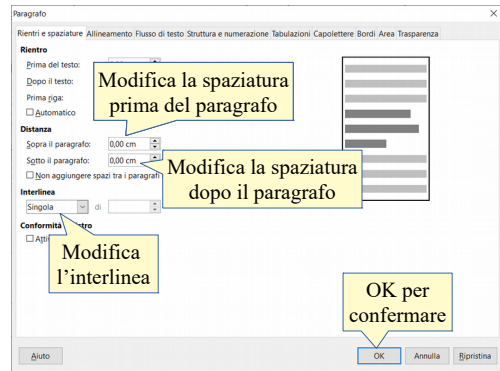 Paragrafo
Rientri e spaziature Allineamento Flusso di testo Struttura e numerazione Tabulazioni Capolettere Bordi Area Trasparenza
Rientro
Prima del testo:
Dopo il testo:
Prima riga:
Automatico
Modifica la spaziatura
prima del paragrafo
Distanza
Sopra il paragrafo: 0,00 cm
Sotto il paragrafo: 0,00 cm
Non aggiungere spazi tra i paragrafi
Modifica la spaziatura
dopo il paragrafo
Interlinea
Singola di
Conformità
Modifica
l’interlinea
OK per
confermare
Aiuto OK Annulla Ripristina